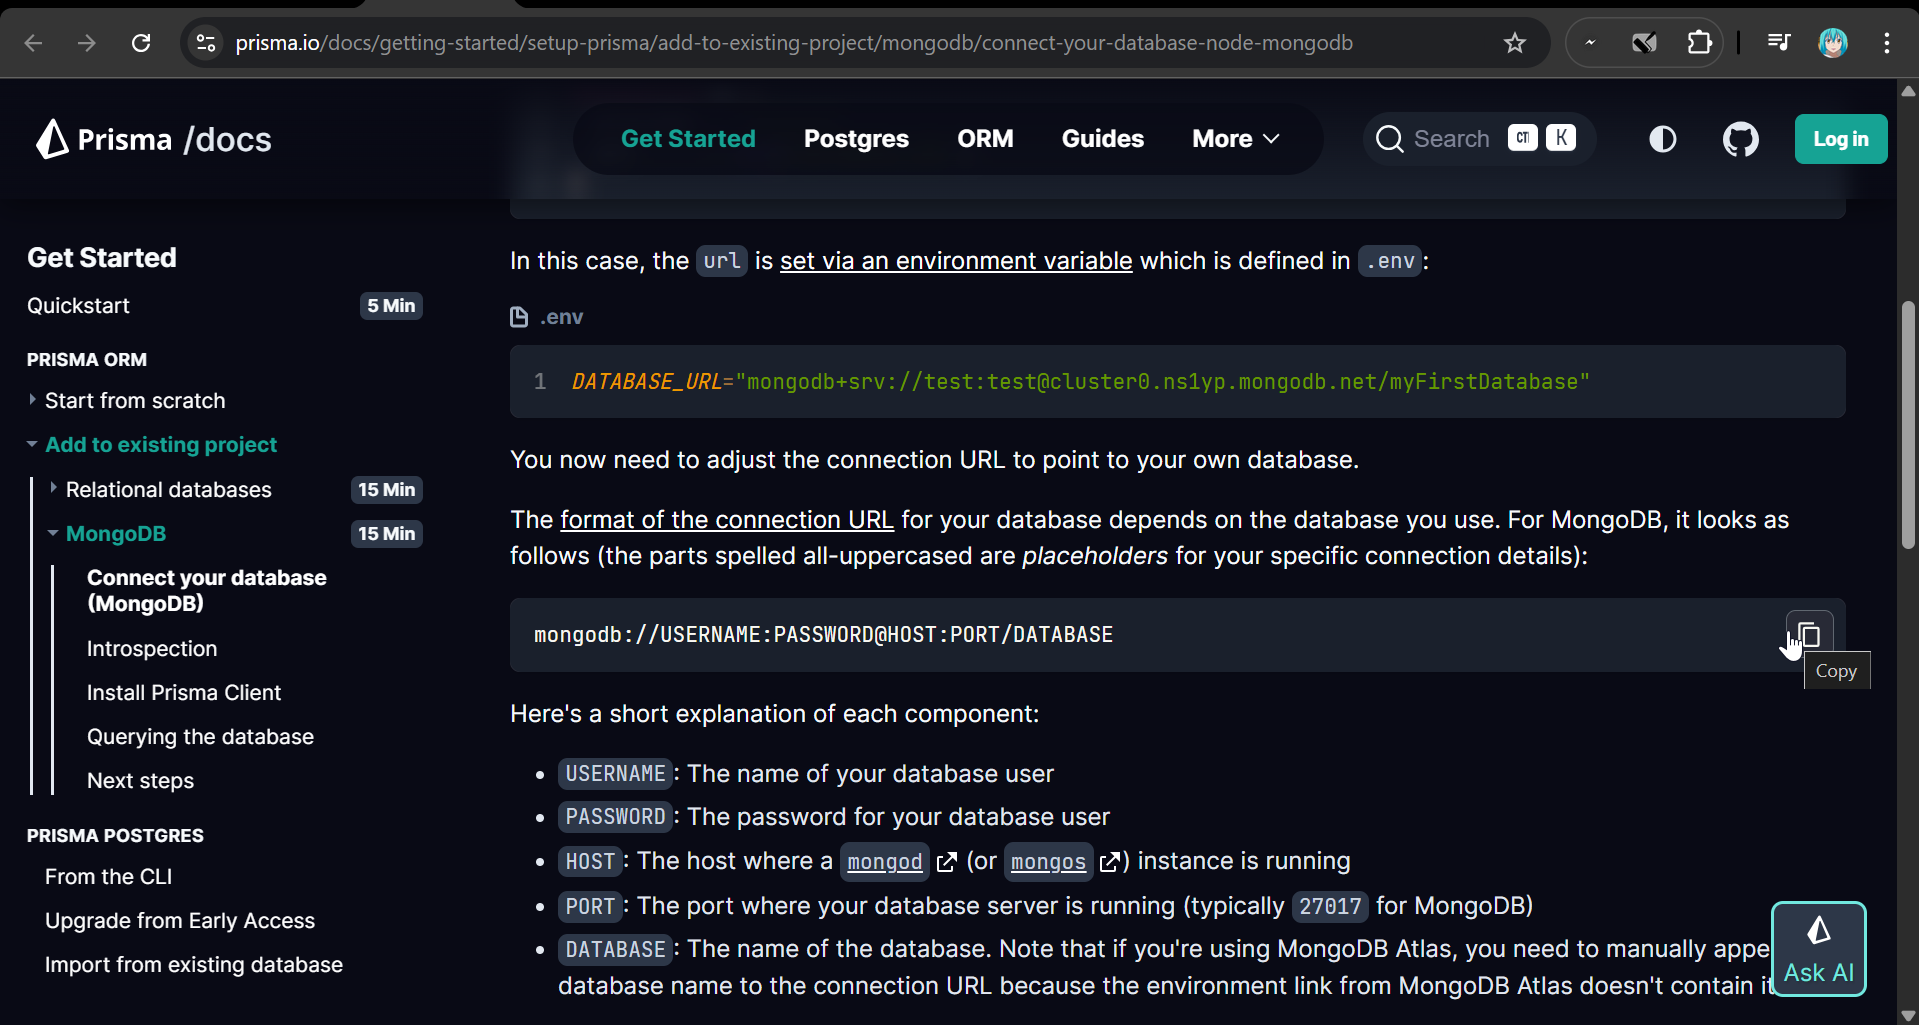 prisma.io/docs/getting-started/setup-prisma/add-to-existing-project/mongodb/connect-your-database-node-mongodb
Prisma /docs
Get Started
Postgres
ORM
Guides
More
Search
K
Log in
Get Started
Quickstart
5 Min
PRISMA ORM
Start from scratch
Add to existing project
Relational databases
15 Min
MongoDB
15 Min
Connect your database
(MongoDB)
Introspection
Install Prisma Client
Querying the database
Next steps
PRISMA POSTGRES
From the CLI
Upgrade from Early Access
Import from existing database
In this case, the url is set via an environment variable which is defined in .env:
.env
1 DATABASE_URL="mongodb+srv://test:test@cluster0.ns1yp.mongodb.net/myFirstDatabase"
You now need to adjust the connection URL to point to your own database.
The format of the connection URL for your database depends on the database you use. For MongoDB, it looks as
follows (the parts spelled all-uppercased are placeholders for your specific connection details):
mongodb://USERNAME:PASSWORD@HOST:PORT/DATABASE
Copy
Here's a short explanation of each component:
• USERNAME: The name of your database user
• PASSWORD: The password for your database user
• HOST: The host where a mongod (or mongos) instance is running
• PORT: The port where your database server is running (typically 27017 for MongoDB)
• DATABASE: The name of the database. Note that if you're using MongoDB Atlas, you need to manually appe
database name to the connection URL because the environment link from MongoDB Atlas doesn't contain it
Ask AI